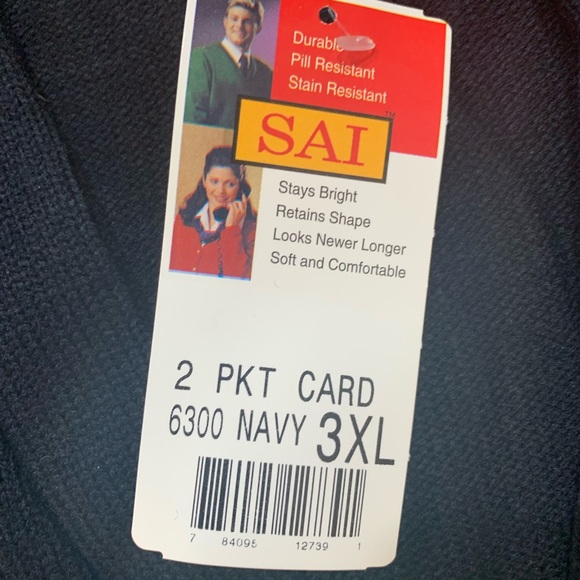 Durable
Pill Resistant
Stain Resistant
SAI™
Stays Bright
Retains Shape
Looks Newer Longer
Soft and Comfortable
2 PKT CARD
6300 NAVY 3XL
7 84095 12739 1